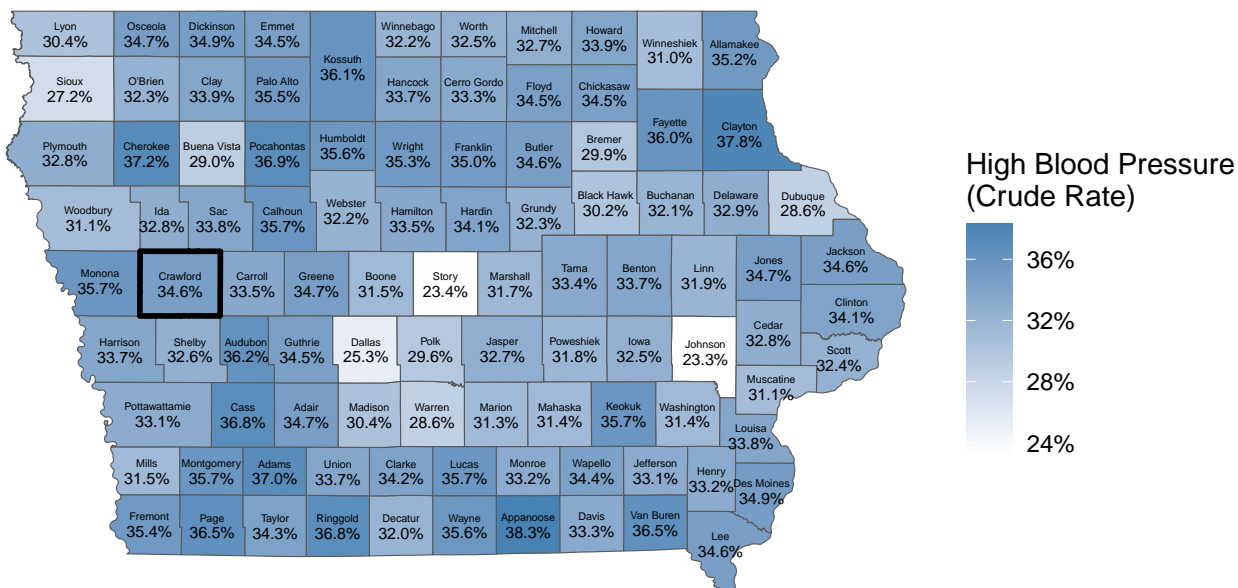 Lyon
30.4%
Osceola
34.7%
Dickinson
34.9%
Emmet
34.5%
Kossuth
36.1%
Winnebago
32.2%
Worth
32.5%
Mitchell
32.7%
Howard
33.9%
Winneshiek
31.0%
Allamakee
35.2%
Sioux
27.2%
O'Brien
32.3%
Clay
33.9%
Palo Alto
35.5%
Hancock
33.7%
Cerro Gordo
33.3%
Floyd
34.5%
Chickasaw
34.5%
Fayette
36.0%
Clayton
37.8%
Plymouth
32.8%
Cherokee
37.2%
Buena Vista
29.0%
Pocahontas
36.9%
Humboldt
35.6%
Wright
35.3%
Franklin
35.0%
Butler
34.6%
Bremer
29.9%
Woodbury
31.1%
Ida
32.8%
Sac
33.8%
Calhoun
35.7%
Webster
32.2%
Hamilton
33.5%
Hardin
34.1%
Grundy
32.3%
Black Hawk
30.2%
Buchanan
32.1%
Delaware
32.9%
Dubuque
28.6%
Monona
35.7%
Crawford
34.6%
Carroll
33.5%
Greene
34.7%
Boone
31.5%
Story
23.4%
Marshall
31.7%
Tama
33.4%
Benton
33.7%
Linn
31.9%
Jones
34.7%
Jackson
34.6%
Clinton
34.1%
Harrison
33.7%
Shelby
32.6%
Audubon
36.2%
Guthrie
34.5%
Dallas
25.3%
Polk
29.6%
Jasper
32.7%
Poweshiek
31.8%
Iowa
32.5%
Johnson
23.3%
Cedar
32.8%
Scott
32.4%
Muscatine
31.1%
Pottawattamie
33.1%
Cass
36.8%
Adair
34.7%
Madison
30.4%
Warren
28.6%
Marion
31.3%
Mahaska
31.4%
Keokuk
35.7%
Washington
31.4%
Louisa
33.8%
Mills
31.5%
Montgomery
35.7%
Adams
37.0%
Union
33.7%
Clarke
34.2%
Lucas
35.7%
Monroe
33.2%
Wapello
34.4%
Jefferson
33.1%
Henry
33.2%
Des Moines
34.9%
Fremont
35.4%
Page
36.5%
Taylor
34.3%
Ringgold
36.8%
Decatur
32.0%
Wayne
35.6%
Appanoose
38.3%
Davis
33.3%
Van Buren
36.5%
Lee
34.6%
High Blood Pressure
(Crude Rate)
36%
32%
28%
24%